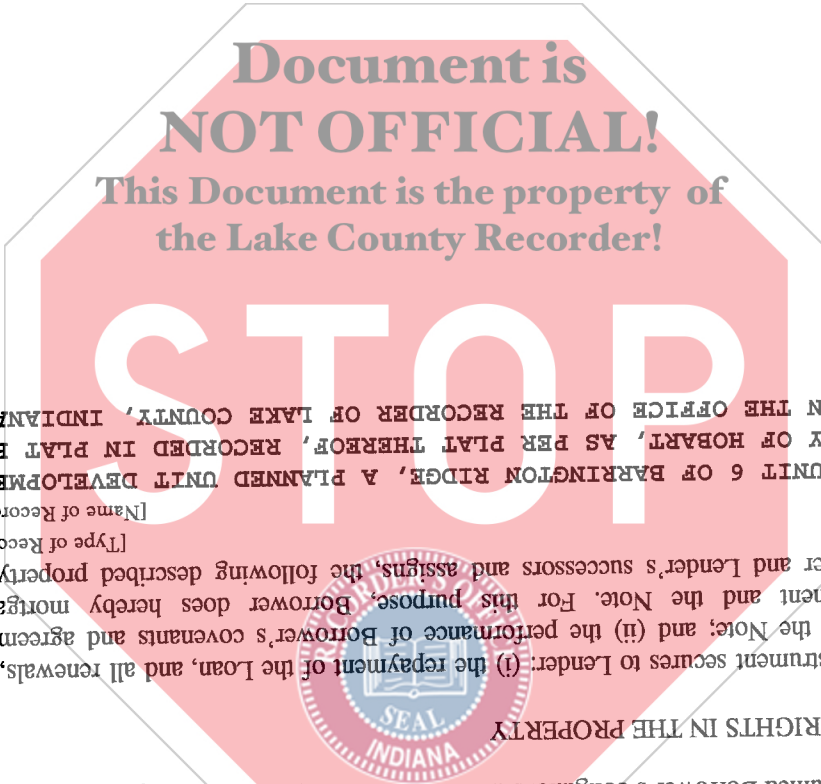 Document is
NOT OFFICIAL!
This Document is the property of
the Lake County Recorder!
STOP
RIGHTS IN THE PROPERTY
strument secures to Lender: (i) the repayment of the Loan, and all renewals,
the Note; and (ii) the performance of Borrower's covenants and agreem
ment and the Note. For this purpose, Borrower does hereby mortga
er and Lender's successors and assigns, the following described property
[Type of Reco
[Name of Recor
UNIT 6 OF BARRINGTON RIDGE, A PLANNED UNIT DEVELOPME
Y OF HOBART, AS PER PLAT THEREOF, RECORDED IN PLAT
N THE OFFICE OF THE RECORDER OF LAKE COUNTY, INDIANA
RECORDER'S OFFICE
SEAL
INDIANA